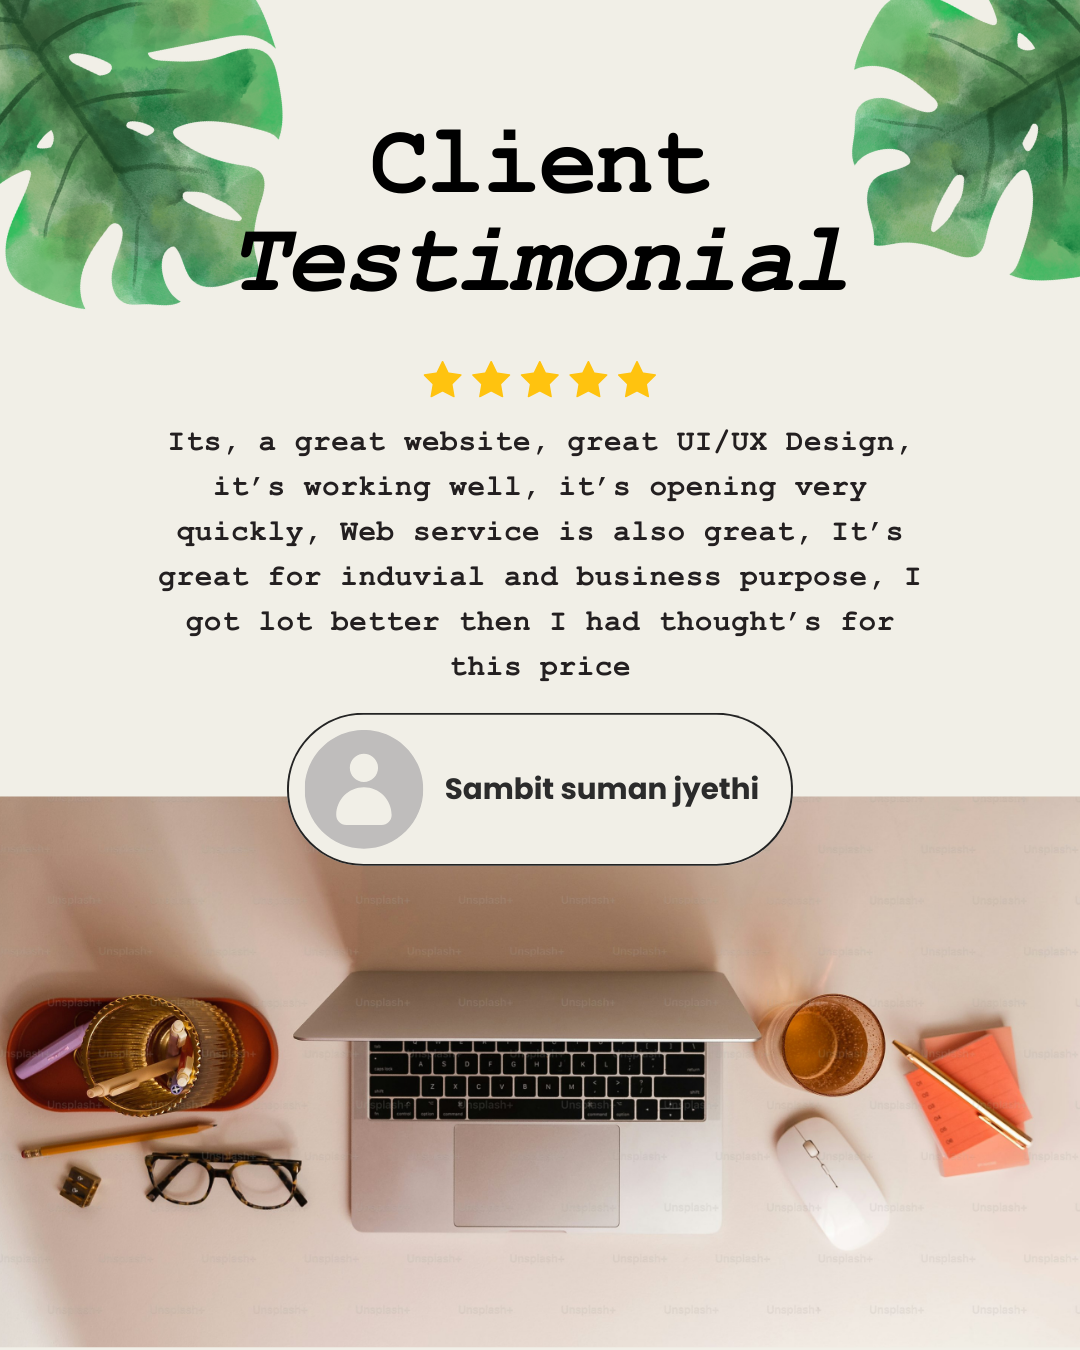 Client
Testimonial
Its, a great website, great UI/UX Design,
it’s working well, it’s opening very
quickly, Web service is also great, It’s
great for induvial and business purpose, I
got lot better then I had thought’s for
this price
Sambit suman jyethi
Unsplash+